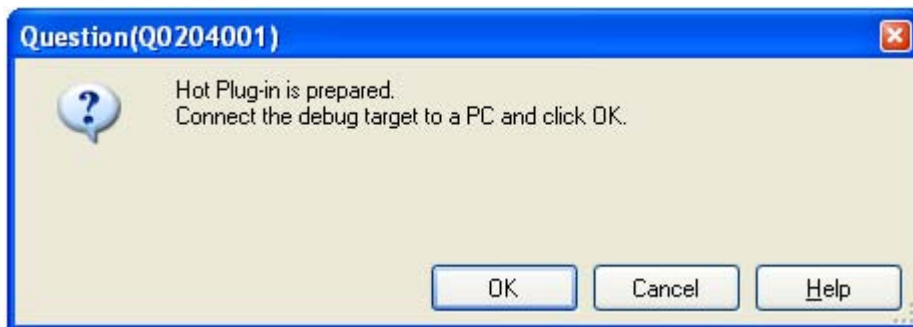 Question(Q0204001)
Hot Plug-in is prepared.
Connect the debug target to a PC and click OK.
OK
Cancel
Help